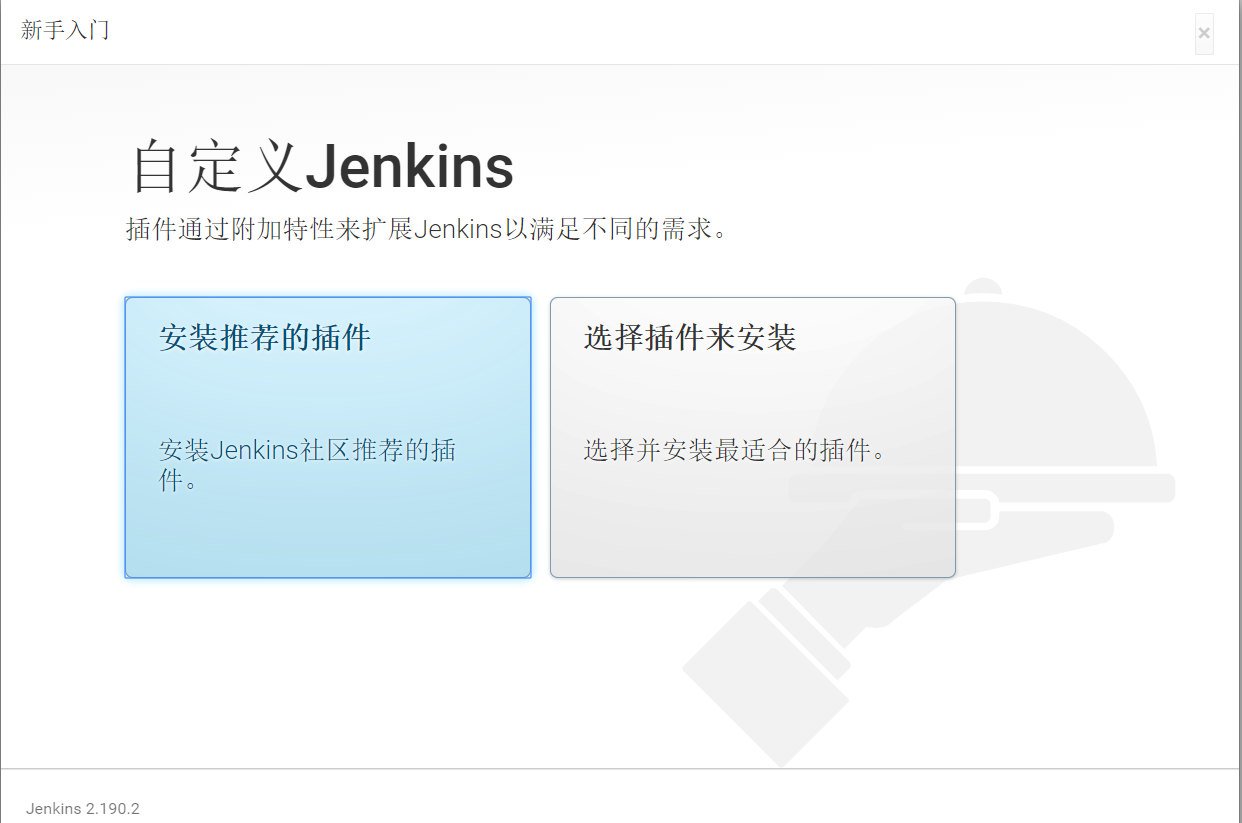 新手入门
×
自定义Jenkins
插件通过附加特性来扩展Jenkins以满足不同的需求。
安装推荐的插件
安装Jenkins社区推荐的插
件。
选择插件来安装
选择并安装最适合的插件。
Jenkins 2.190.2